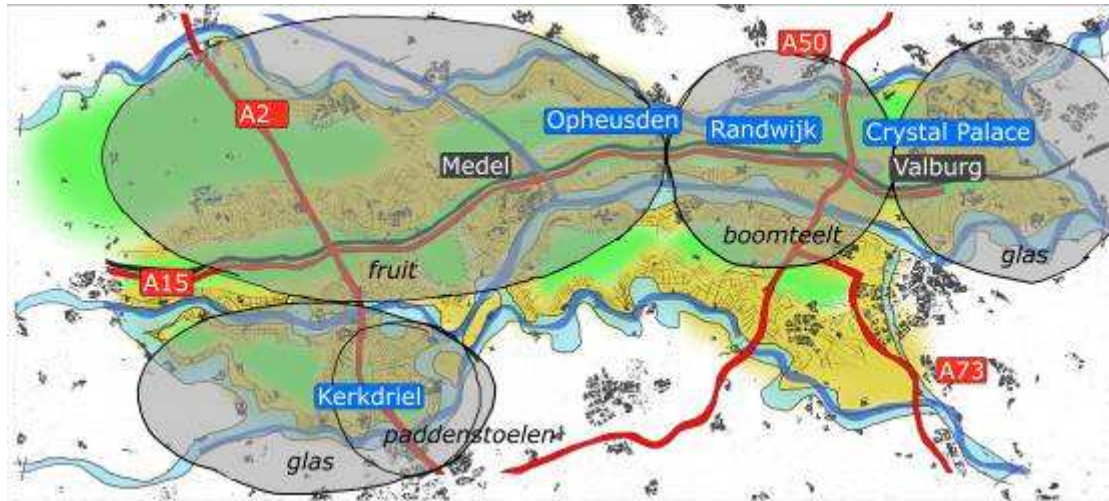 A50
A2
Opheusden
Randwijk
Crystal Palace
Medel
Valburg
boomteelt
glas
fruit
A15
A73
Kerkdriel
paddenstoelen
glas